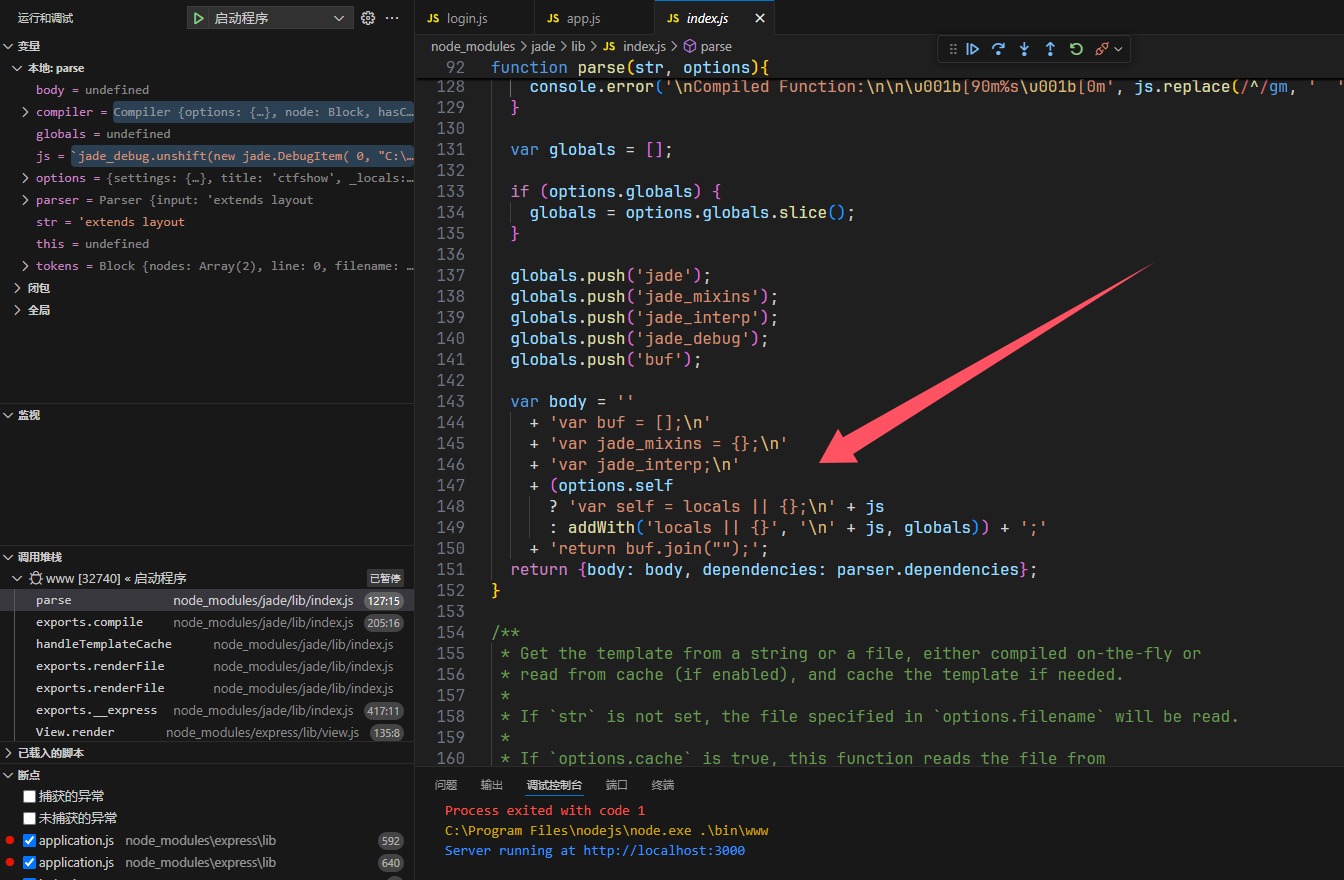 运行和调试
启动程序
变量
本地: parse
body = undefined
compiler = Compiler {options: {…}, node: Block, hasC…
globals = undefined
js = `jade_debug.unshift(new jade.DebugItem( 0, "C:\…
options = {settings: {…}, title: 'ctfshow', _locals:…
parser = Parser {input: 'extends layout
str = 'extends layout
this = undefined
tokens = Block {nodes: Array(2), line: 0, filename: …
闭包
全局
监视
调用堆栈
www [32740] « 启动程序 已暂停
parse node_modules/jade/lib/index.js 127:15
exports.compile node_modules/jade/lib/index.js 205:16
handleTemplateCache node_modules/jade/lib/index.js
exports.renderFile node_modules/jade/lib/index.js
exports.renderFile node_modules/jade/lib/index.js
exports.__express node_modules/jade/lib/index.js 417:11
View.render node_modules/express/lib/view.js 135:8
已载入的脚本
断点
捕获的异常
未捕获的异常
application.js node_modules\express\lib 592
application.js node_modules\express\lib 640
JS login.js JS app.js JS index.js
node_modules > jade > lib > JS index.js > parse
92 function parse(str, options){
128 console.error('\nCompiled Function:\n\n\u001b[90m%s\u001b[0m', js.replace(/^/gm, '
129 }
130
131 var globals = [];
132
133 if (options.globals) {
134 globals = options.globals.slice();
135 }
136
137 globals.push('jade');
138 globals.push('jade_mixins');
139 globals.push('jade_interp');
140 globals.push('jade_debug');
141 globals.push('buf');
142
143 var body = ''
144 + 'var buf = [];\n'
145 + 'var jade_mixins = {};\n'
146 + 'var jade_interp;\n'
147 + (options.self
148 ? 'var self = locals || {};\n' + js
149 : addWith('locals || {}', '\n' + js, globals)) + ';'
150 + 'return buf.join("");';
151 return {body: body, dependencies: parser.dependencies};
152 }
153
154 /**
155 * Get the template from a string or a file, either compiled on-the-fly or
156 * read from cache (if enabled), and cache the template if needed.
157 *
158 * If `str` is not set, the file specified in `options.filename` will be read.
159 *
160 * If `options.cache` is true, this function reads the file from
问题 输出 调试控制台 端口 终端
Process exited with code 1
C:\Program Files\nodejs\node.exe .\bin\www
Server running at http://localhost:3000